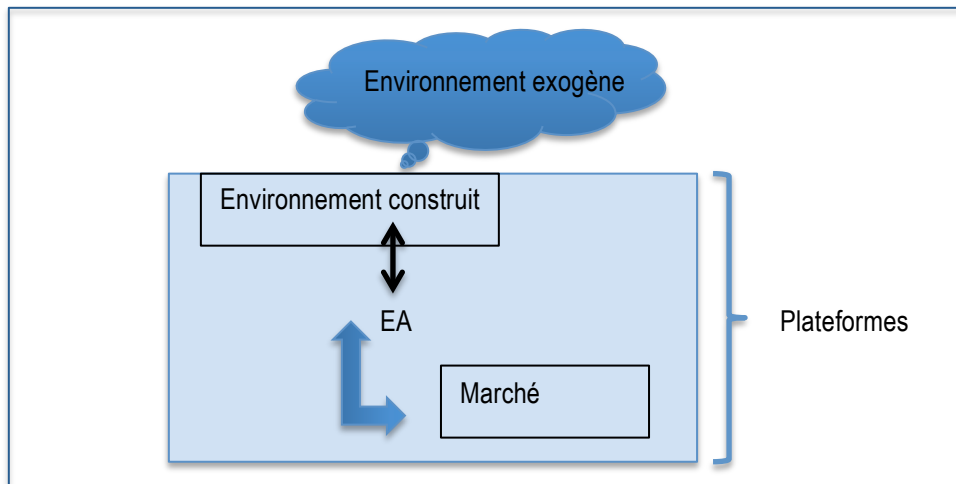 Environnement exogène
Environnement construit
EA
Plateformes
Marché